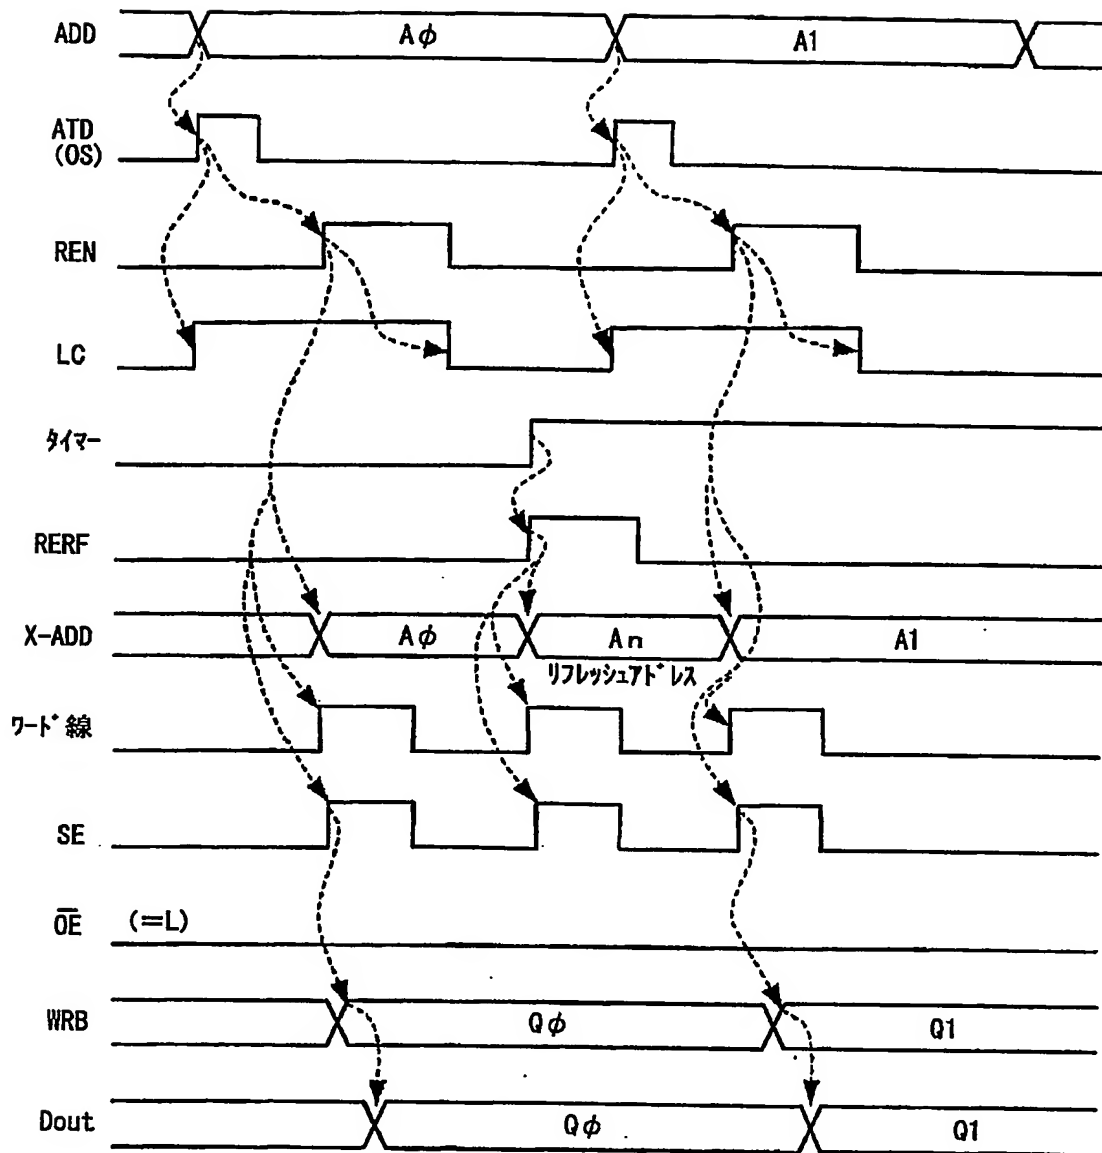 ADD Aφ A1
ATD
(OS)
REN
LC
ﾀｲﾏｰ
RERF
X-ADD Aφ An A1
ﾘﾌﾚｯｼｭｱﾄﾞﾚｽ
ﾜｰﾄﾞ線
SE
O̅E̅ (=L)
WRB Qφ Q1
Dout Qφ Q1